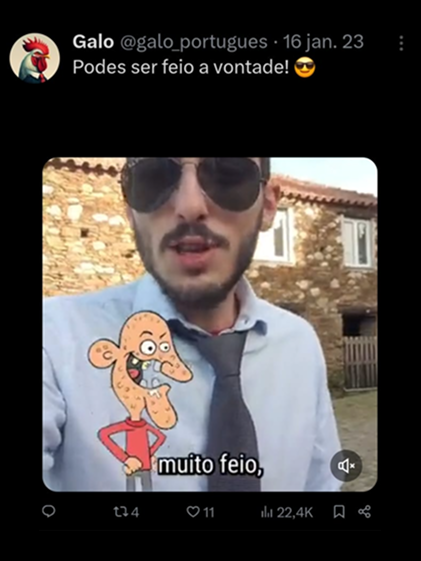 Galo @galo_portugues · 16 jan. 23
Podes ser feio a vontade! 😎
muito feio,
4 11 22,4K